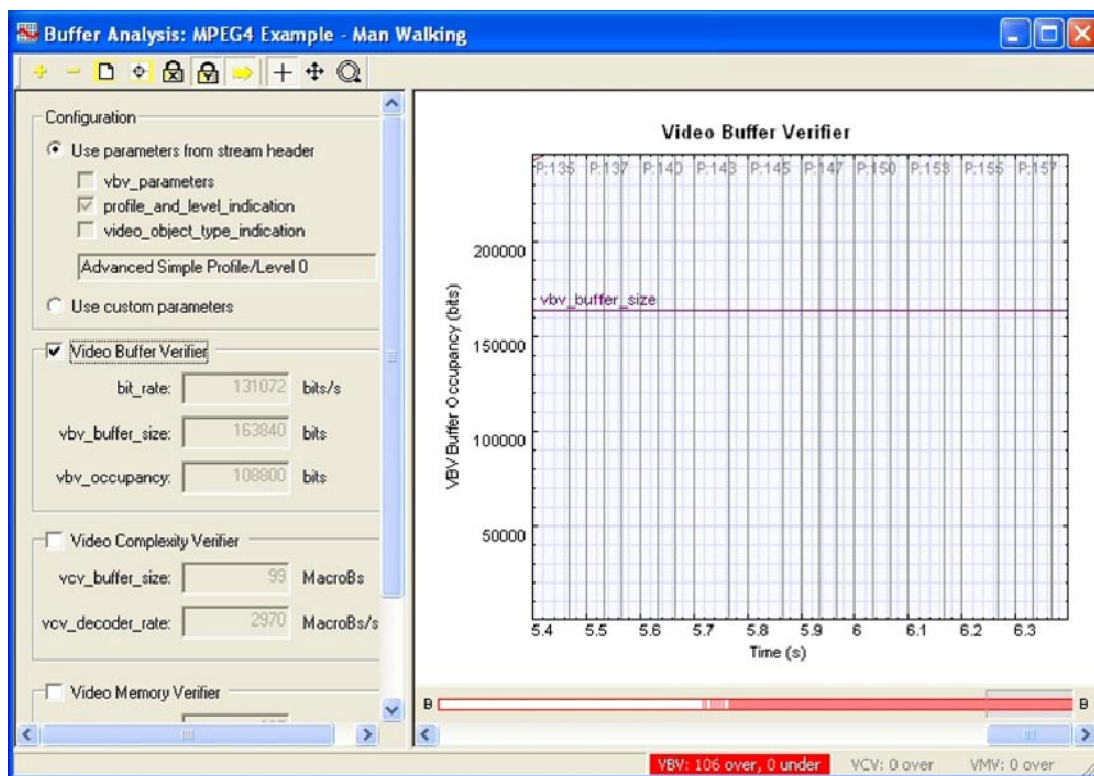 Buffer Analysis: MPEG4 Example - Man Walking
Configuration
Use parameters from stream header
vbv_parameters
profile_and_level_indication
video_object_type_indication
Advanced Simple Profile/Level 0
Use custom parameters
Video Buffer Verifier
bit_rate: 131072 bits/s
vbv_buffer_size: 163840 bits
vbv_occupancy: 108800 bits
Video Complexity Verifier
vcv_buffer_size: 99 MacroBs
vcv_decoder_rate: 2970 MacroBs/s
Video Memory Verifier
Video Buffer Verifier
P:135 P:137 P:140 P:143 P:145 P:147 P:150 P:153 P:155 P:157
vbv_buffer_size
VBV Buffer Occupancy (bits)
200000
150000
100000
50000
5.4 5.5 5.6 5.7 5.8 5.9 6 6.1 6.2 6.3
Time (s)
B B
VBV: 106 over, 0 under VCV: 0 over VMV: 0 over